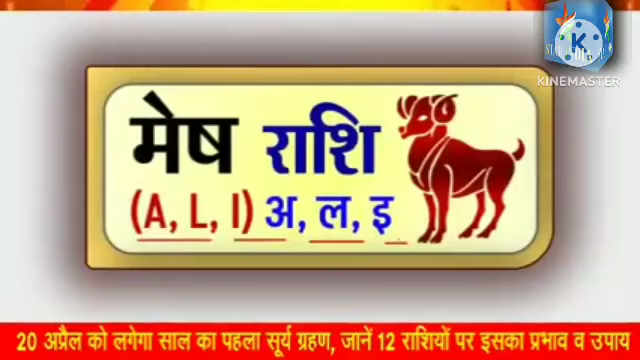 KINEMASTER
मेष राशि
(A, L, I) अ, ल, इ
20 अप्रैल को लगेगा साल का पहला सूर्य ग्रहण, जानें 12 राशियों पर इसका प्रभाव व उपाय